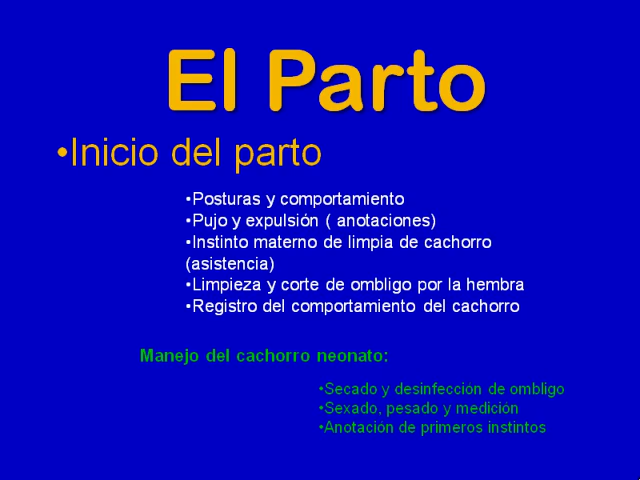 El Parto
•Inicio del parto
•Posturas y comportamiento
•Pujo y expulsión ( anotaciones)
•Instinto materno de limpia de cachorro
(asistencia)
•Limpieza y corte de ombligo por la hembra
•Registro del comportamiento del cachorro
Manejo del cachorro neonato:
•Secado y desinfección de ombligo
•Sexado, pesado y medición
•Anotación de primeros instintos